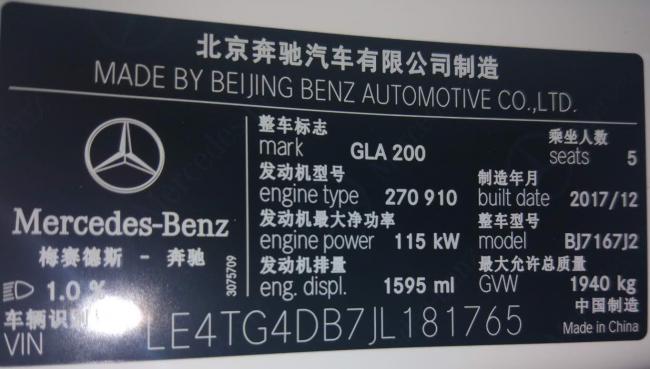 北京奔驰汽车有限公司制造
MADE BY BEIJING BENZ AUTOMOTIVE CO.,LTD.
整车标志 乘坐人数
mark GLA 200 seats 5
发动机型号 制造年月
engine type 270 910 built date 2017/12
发动机最大净功率 整车型号
engine power 115 kW model BJ7167J2
发动机排量 最大允许总质量
eng. displ. 1595 ml GVW 1940 kg
Mercedes-Benz
梅赛德斯 - 奔驰
1.0 %
3075709
中国制造
Made in China
车辆识别
VIN LE4TG4DB7JL181765